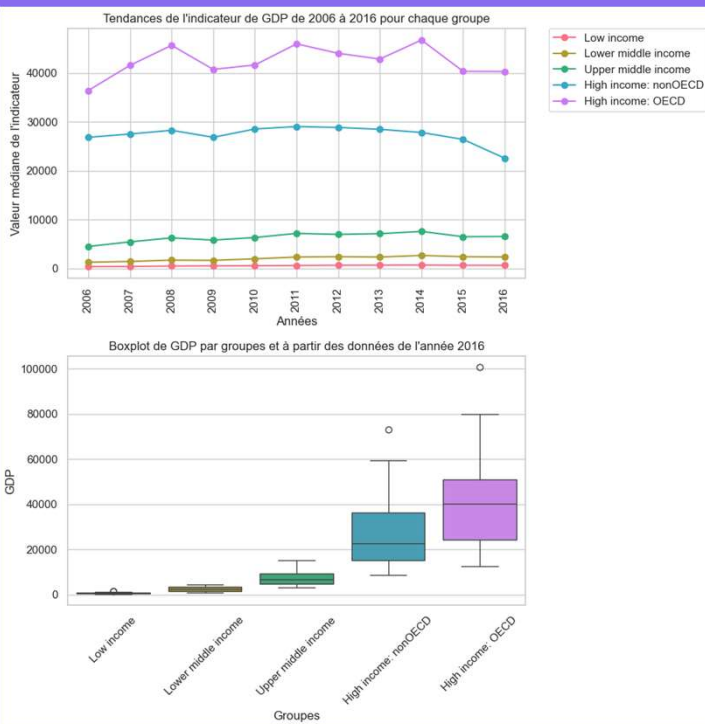 Tendances de l'indicateur de GDP de 2006 à 2016 pour chaque groupe
Valeur médiane de l'indicateur
40000
30000
20000
10000
0
2006 2007 2008 2009 2010 2011 2012 2013 2014 2015 2016
Années
Low income
Lower middle income
Upper middle income
High income: nonOECD
High income: OECD
Boxplot de GDP par groupes et à partir des données de l'année 2016
GDP
100000
80000
60000
40000
20000
0
Low income
Lower middle income
Upper middle income
High income: nonOECD
High income: OECD
Groupes